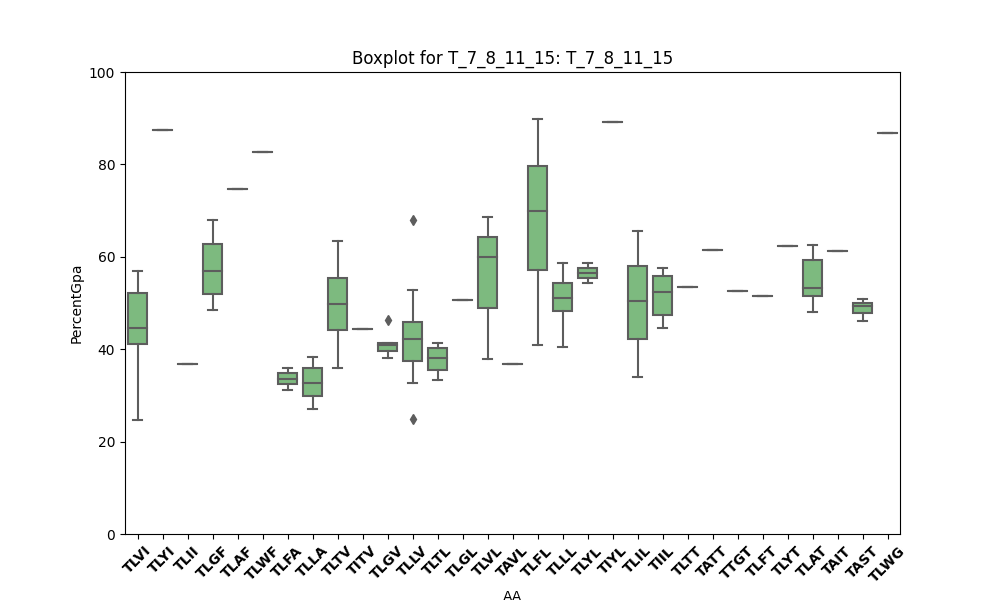 Boxplot for T_7_8_11_15: T_7_8_11_15
PercentGpa
100
80
60
40
20
0
TLVI TLYI TLII TLGF TLAF TLWF TLFA TLLA TLTV TITV TLGV TLLV TLTL TLGL TLVL TAVL TLFL TLLL TLYL TIYL TLIL TIIL TLTT TATT TTGT TLFT TLYT TLAT TAIT TAST TLWG
AA